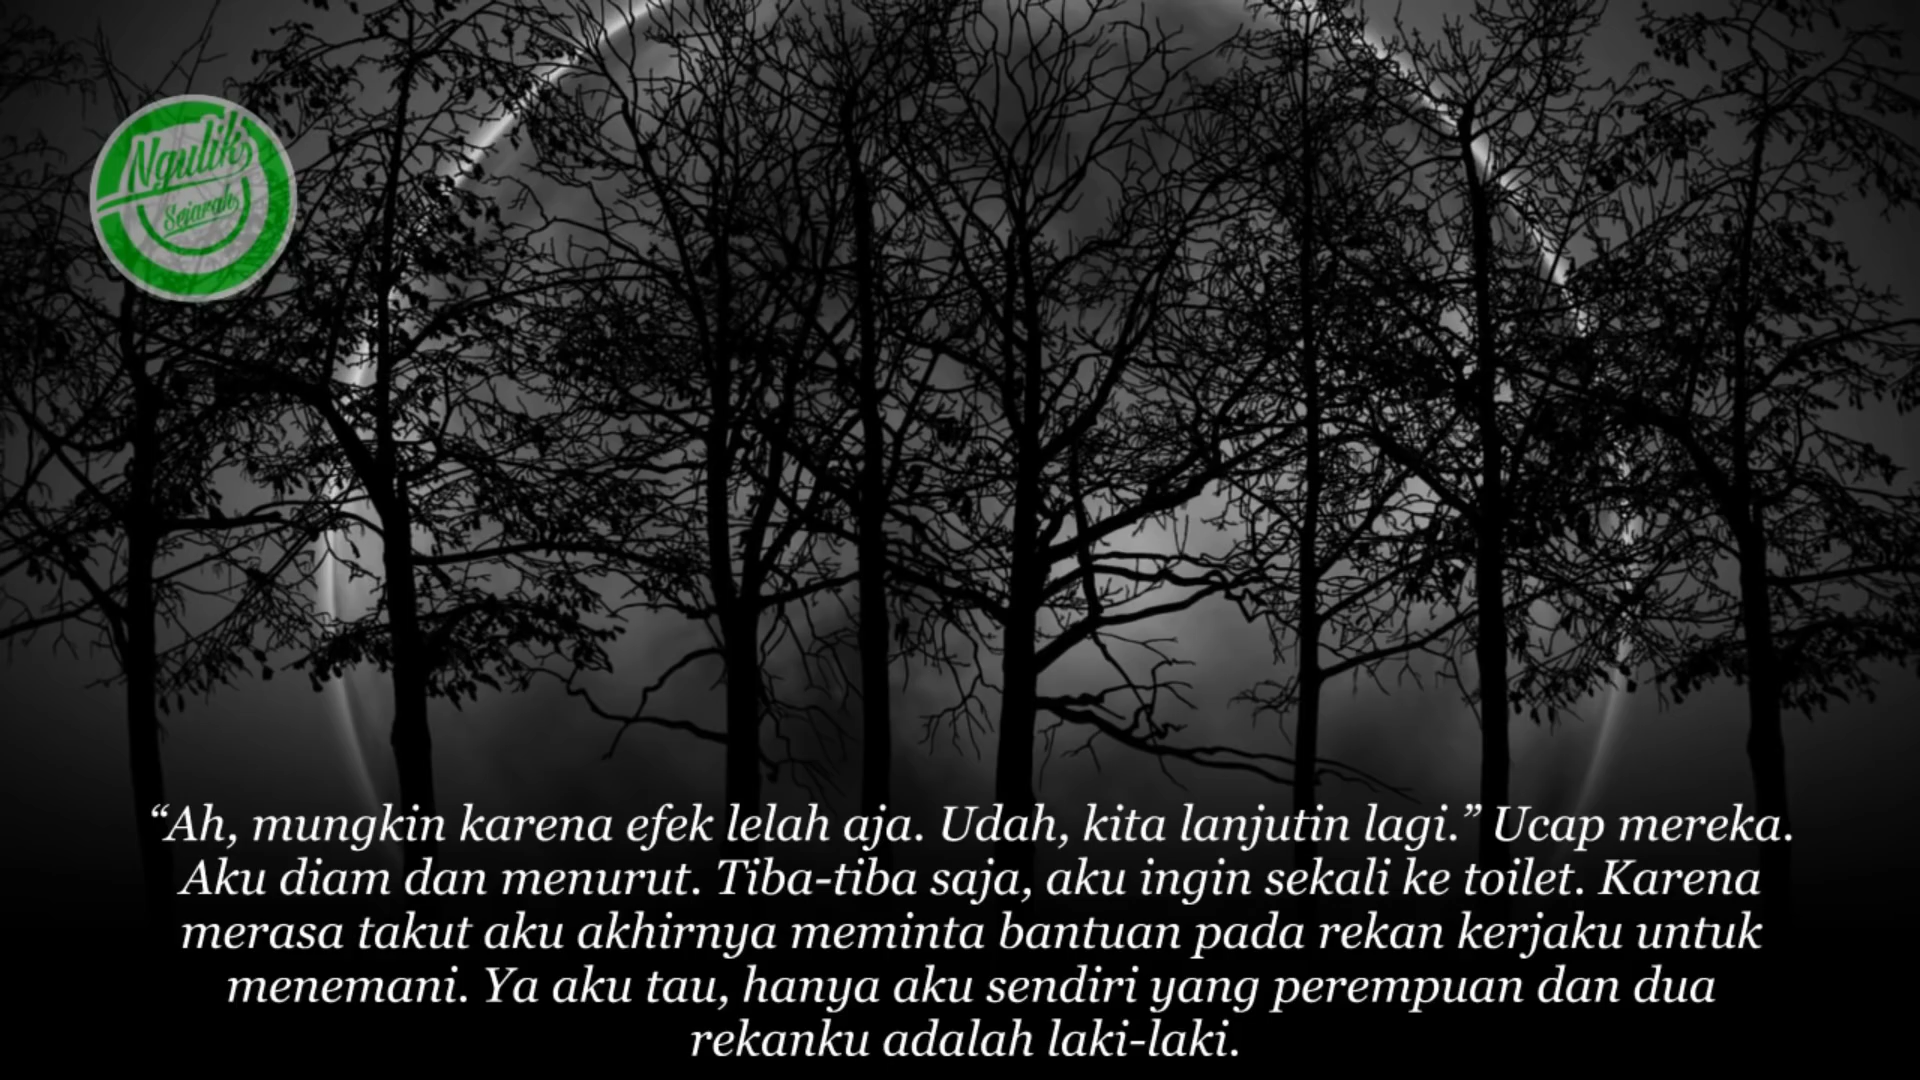 Ngulik
Sejarah
“Ah, mungkin karena efek lelah aja. Udah, kita lanjutin lagi.” Ucap mereka.
Aku diam dan menurut. Tiba-tiba saja, aku ingin sekali ke toilet. Karena
merasa takut aku akhirnya meminta bantuan pada rekan kerjaku untuk
menemani. Ya aku tau, hanya aku sendiri yang perempuan dan dua
rekanku adalah laki-laki.